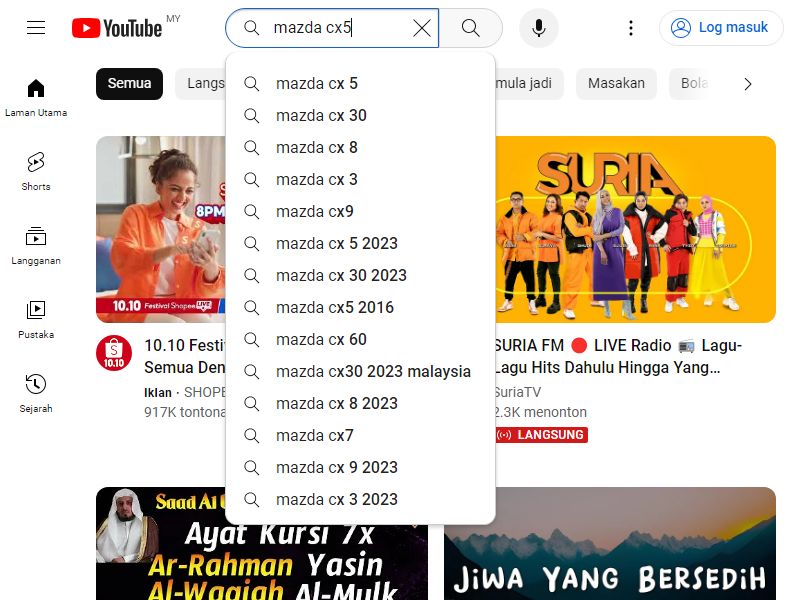 YouTube MY
mazda cx5
Log masuk
Semua
Langs
mula jadi
Masakan
Bola
Laman Utama
Shorts
Langganan
Pustaka
Sejarah
mazda cx 5
mazda cx 30
mazda cx 8
mazda cx 3
mazda cx9
mazda cx 5 2023
mazda cx 30 2023
mazda cx5 2016
mazda cx 60
mazda cx30 2023 malaysia
mazda cx 8 2023
mazda cx7
mazda cx 9 2023
mazda cx 3 2023
8PM
10.10 Festival Shopee LIVE
10.10
10.10 Festi
Semua Den
Iklan · SHOPE
917K tontona
SURIA
SURIA FM 🔴 LIVE Radio 📻 Lagu-
Lagu Hits Dahulu Hingga Yang…
SuriaTV
2.3K menonton
LANGSUNG
Saad Al
Ayat Kursi 7x
Ar-Rahman Yasin
Al-Waqiah Al-Mulk
JIWA YANG BERSEDIH